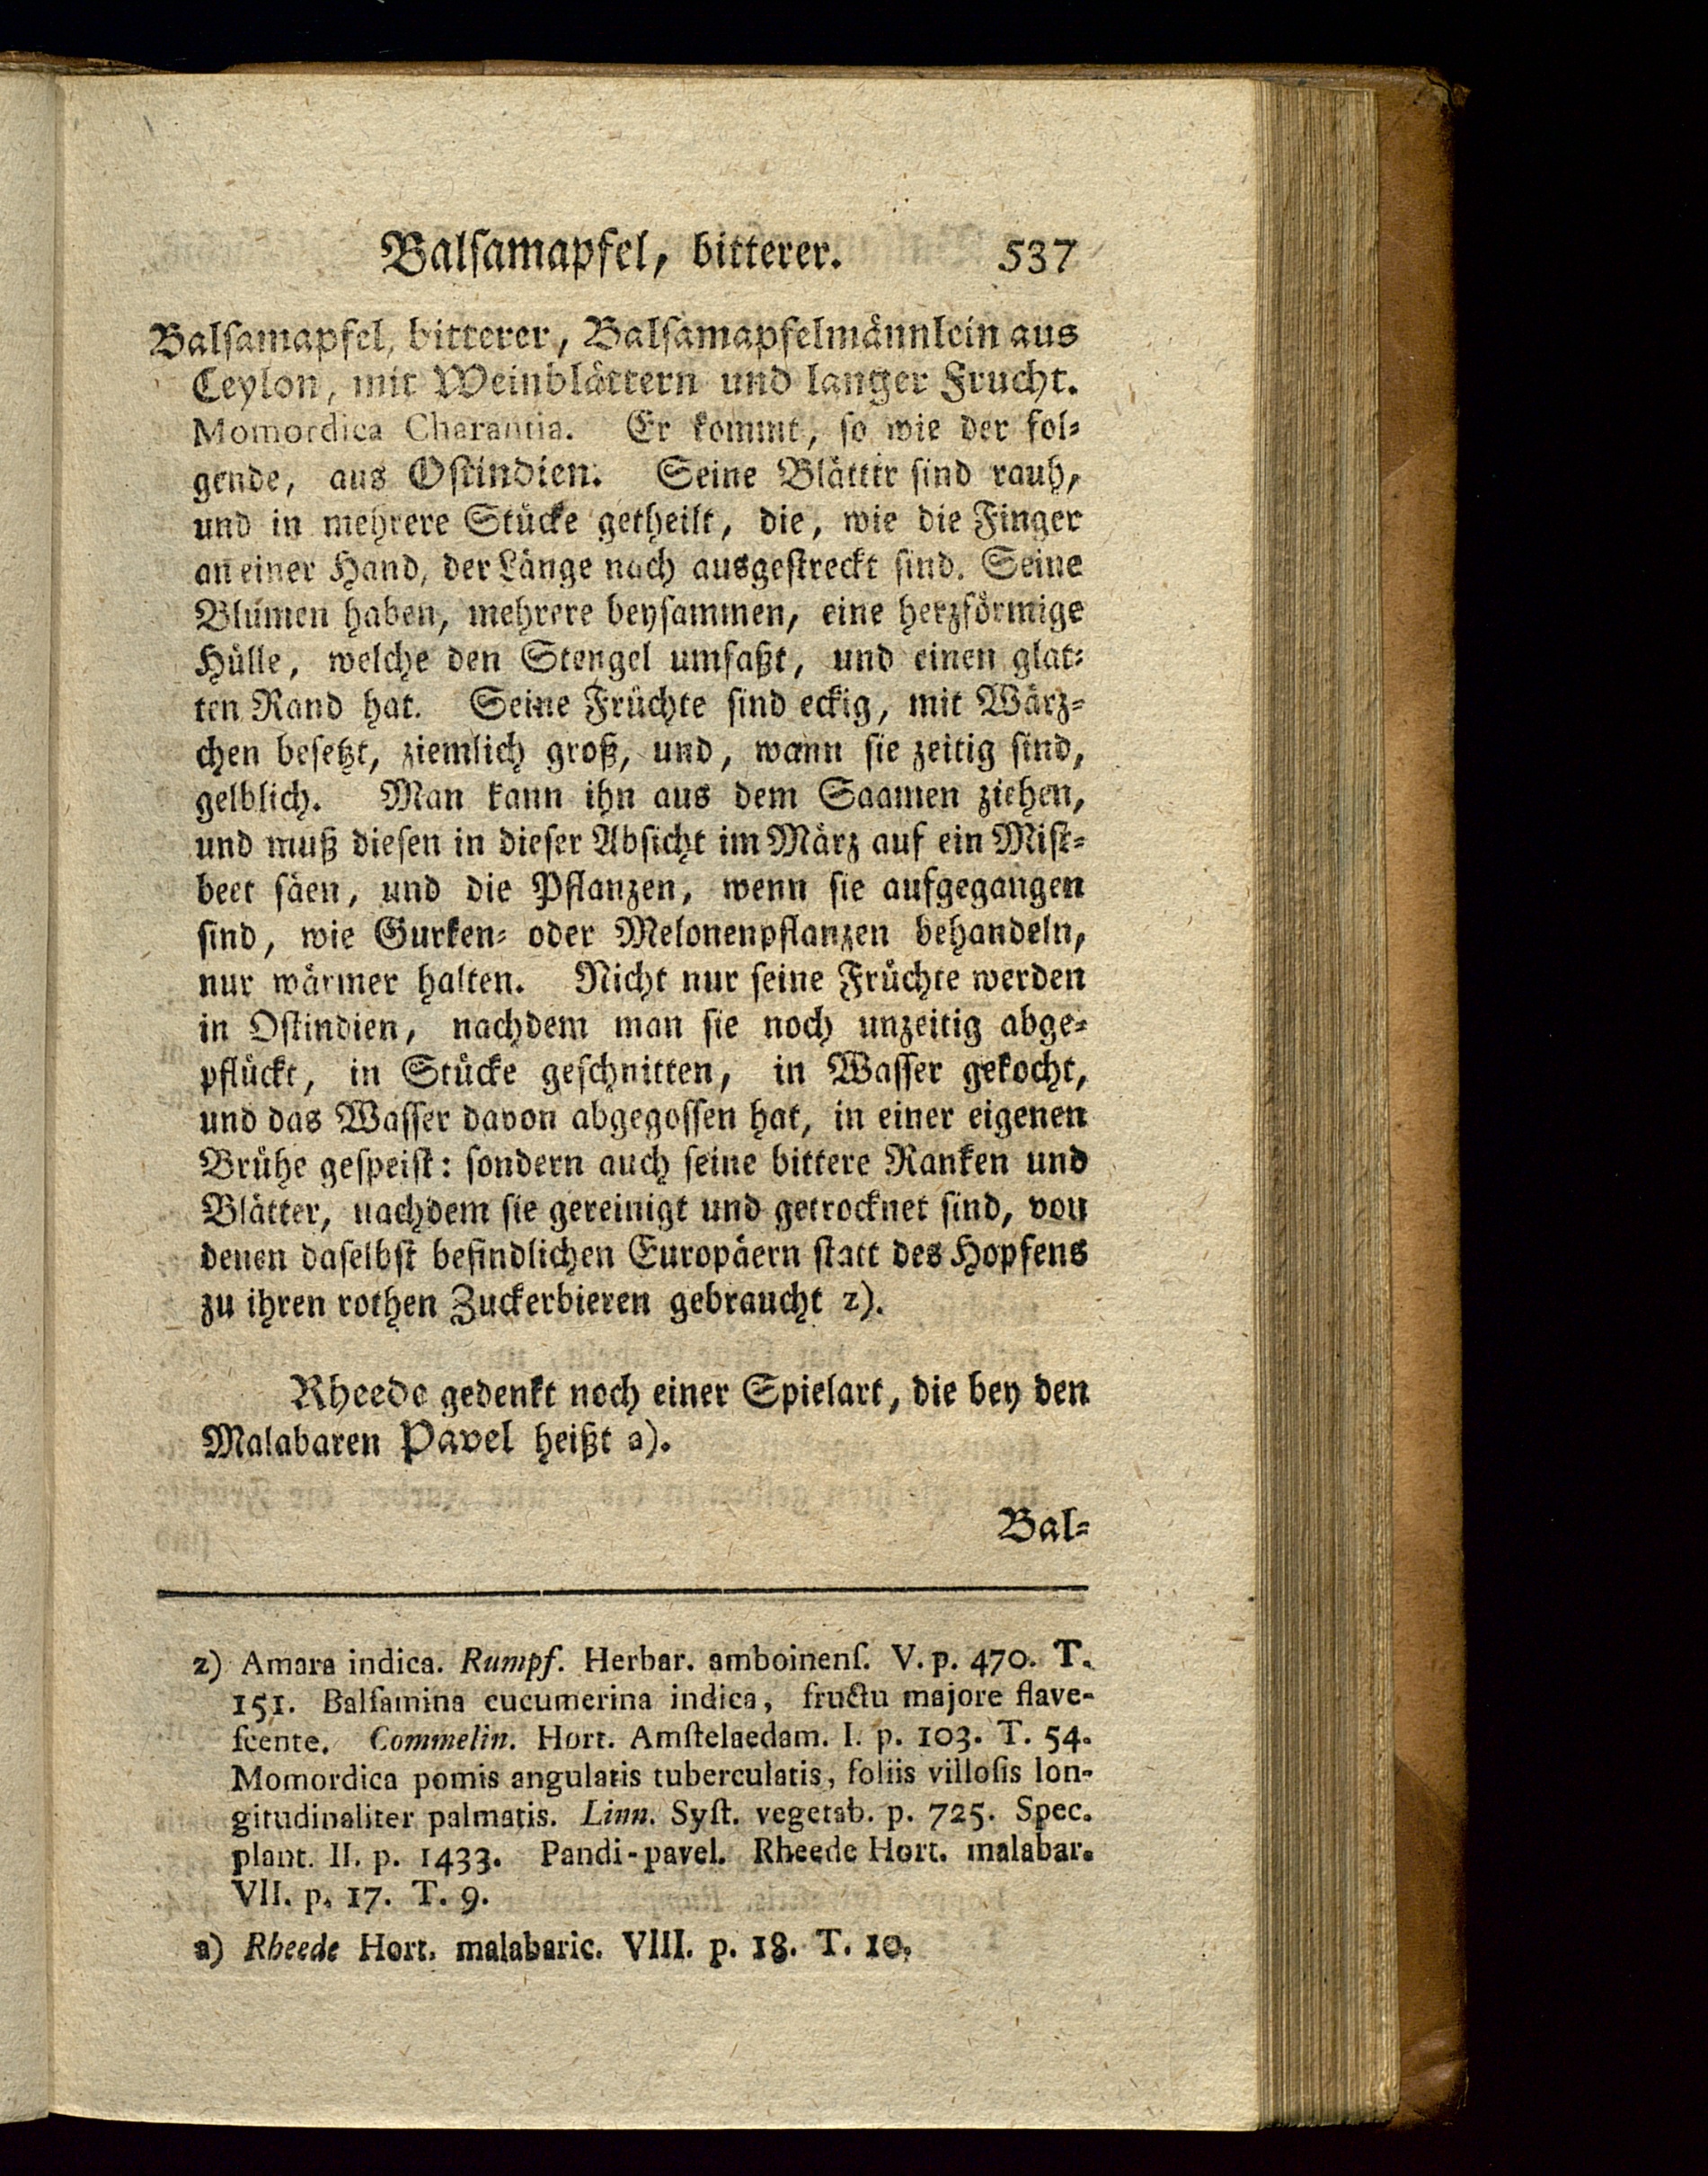 Balſamapfel, bitterer. 537
Balſamapfel, bitterer, Balſamapfelmännlein aus
Ceylon, mit Weinblättern und langer Frucht.
Momordica Charantia. Er kommt, ſo wie der fol⸗
gende, aus Oſtindien. Seine Blätter ſind rauh,
und in mehrere Stücke getheilt, die, wie die Finger
an einer Hand, der Länge nach ausgeſtreckt ſind. Seine
Blumen haben, mehrere beyſammen, eine herzförmige
Hülle, welche den Stengel umfaßt, und einen glat⸗
ten Rand hat. Seine Früchte ſind eckig, mit Wärz⸗
chen beſetzt, ziemlich groß, und, wann ſie zeitig ſind,
gelblich. Man kann ihn aus dem Saamen ziehen,
und muß dieſen in dieſer Abſicht im März auf ein Miſt⸗
beet ſäen, und die Pflanzen, wenn ſie aufgegangen
ſind, wie Gurken⸗ oder Melonenpflanzen behandeln,
nur wärmer halten. Nicht nur ſeine Früchte werden
in Oſtindien, nachdem man ſie noch unzeitig abge⸗
pflückt, in Stücke geſchnitten, in Waſſer gekocht,
und das Waſſer davon abgegoſſen hat, in einer eigenen
Brühe geſpeiſt: ſondern auch ſeine bittere Ranken und
Blätter, nachdem ſie gereinigt und getrocknet ſind, von
denen daſelbſt befindlichen Europäern ſtatt des Hopfens
zu ihren rothen Zuckerbieren gebraucht z).
Rheede gedenkt noch einer Spielart, die bey den
Malabaren Pavel heißt a).
Bal⸗
z) Amara indica. Rumpf. Herbar. amboinenſ. V. p. 470. T.
151. Balſamina cucumerina indica, fructu majore flave-
ſcente. Commelin. Hort. Amſtelaedam. I. p. 103. T. 54.
Momordica pomis angulatis tuberculatis, foliis villoſis lon-
gitudinaliter palmatis. Linn. Syſt. vegetab. p. 725. Spec.
plant. II. p. 1433. Pandi-pavel. Rheede Hort. malabar.
VII. p. 17. T. 9.
a) Rheede Hort. malabaric. VIII. p. 18. T. 10.